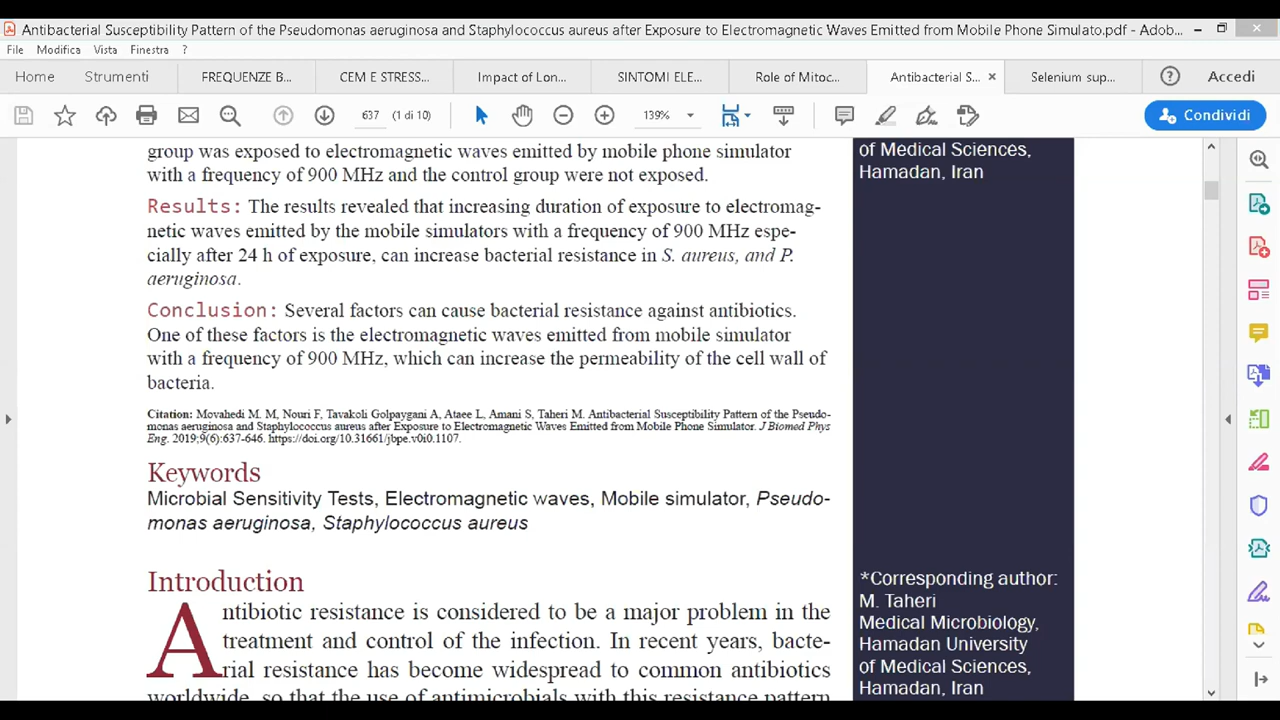 Antibacterial Susceptibility Pattern of the Pseudomonas aeruginosa and Staphylococcus aureus after Exposure to Electromagnetic Waves Emitted from Mobile Phone Simulato.pdf - Adob...
File Modifica Vista Finestra ?
Home Strumenti FREQUENZE B... CEM E STRESS... Impact of Lon... SINTOMI ELE... Role of Mitoc... Antibacterial S... × Selenium sup... Accedi
637 (1 di 10) 139% Condividi
group was exposed to electromagnetic waves emitted by mobile phone simulator
with a frequency of 900 MHz and the control group were not exposed.
Results: The results revealed that increasing duration of exposure to electromag-
netic waves emitted by the mobile simulators with a frequency of 900 MHz espe-
cially after 24 h of exposure, can increase bacterial resistance in S. aureus, and P.
aeruginosa.
Conclusion: Several factors can cause bacterial resistance against antibiotics.
One of these factors is the electromagnetic waves emitted from mobile simulator
with a frequency of 900 MHz, which can increase the permeability of the cell wall of
bacteria.
Citation: Movahedi M. M, Nouri F, Tavakoli Golpaygani A, Ataee L, Amani S, Taheri M. Antibacterial Susceptibility Pattern of the Pseudo-
monas aeruginosa and Staphylococcus aureus after Exposure to Electromagnetic Waves Emitted from Mobile Phone Simulator. J Biomed Phys
Eng. 2019;9(6):637-646. https://doi.org/10.31661/jbpe.v0i0.1107.
Keywords
Microbial Sensitivity Tests, Electromagnetic waves, Mobile simulator, Pseudo-
monas aeruginosa, Staphylococcus aureus
Introduction
Antibiotic resistance is considered to be a major problem in the
treatment and control of the infection. In recent years, bacte-
rial resistance has become widespread to common antibiotics
worldwide, so that the use of antimicrobials with this resistance pattern
of Medical Sciences,
Hamadan, Iran
*Corresponding author:
M. Taheri
Medical Microbiology,
Hamadan University
of Medical Sciences,
Hamadan, Iran